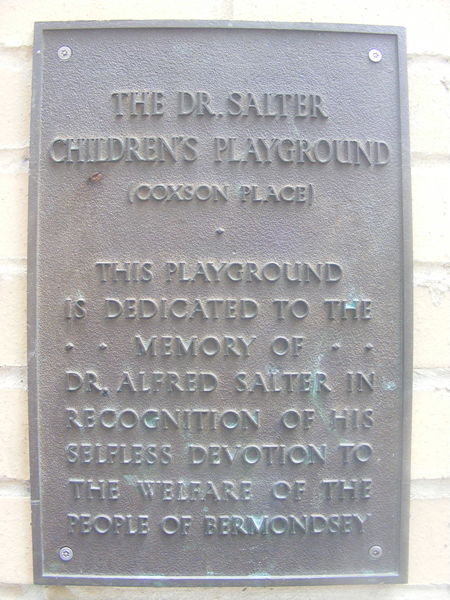 THE DR. SALTER
CHILDREN'S PLAYGROUND
(COXSON PLACE)
THIS PLAYGROUND
IS DEDICATED TO THE
• • MEMORY OF • •
DR. ALFRED SALTER IN
RECOGNITION OF HIS
SELFLESS DEVOTION TO
THE WELFARE OF THE
PEOPLE OF BERMONDSEY